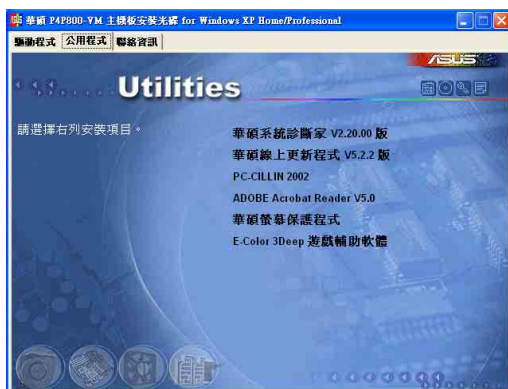 華碩 P4P800-VM 主機板安裝光碟 for Windows XP Home/Professional
驅動程式 公用程式 聯絡資訊
ASUS
Utilities
請選擇右列安裝項目。
華碩系統診斷家 V2.20.00 版
華碩線上更新程式 V5.2.2 版
PC-CILLIN 2002
ADOBE Acrobat Reader V5.0
華碩螢幕保護程式
E-Color 3Deep 遊戲輔助軟體